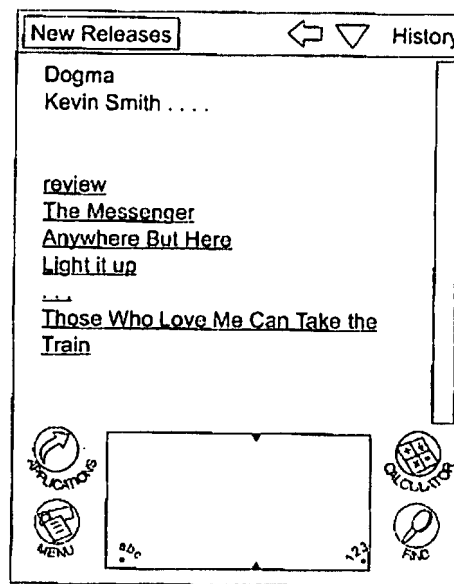 New Releases
History
Dogma
Kevin Smith . . . .
review
The Messenger
Anywhere But Here
Light it up
. . .
Those Who Love Me Can Take the
Train
APPLICATIONS
CALCULATOR
MENU
abc
123
FIND